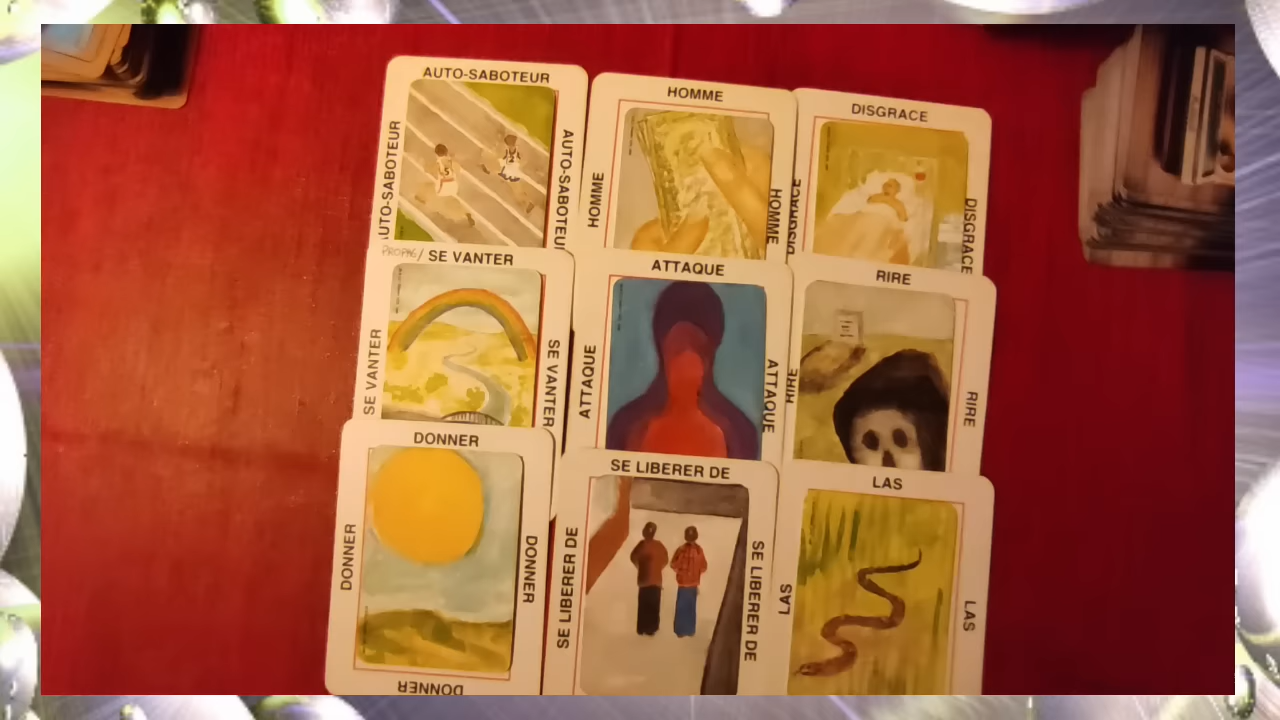 AUTO-SABOTEUR
AUTO-SABOTEUR
AUTO-SABOTEUR
HOMME
HOMME
HOMME
DISGRACE
DISGRACE
DISGRACE
PROPAG/ SE VANTER
SE VANTER
SE VANTER
ATTAQUE
ATTAQUE
ATTAQUE
RIRE
RIRE
RIRE
DONNER
DONNER
DONNER
DONNER
SE LIBERER DE
SE LIBERER DE
SE LIBERER DE
LAS
LAS
LAS